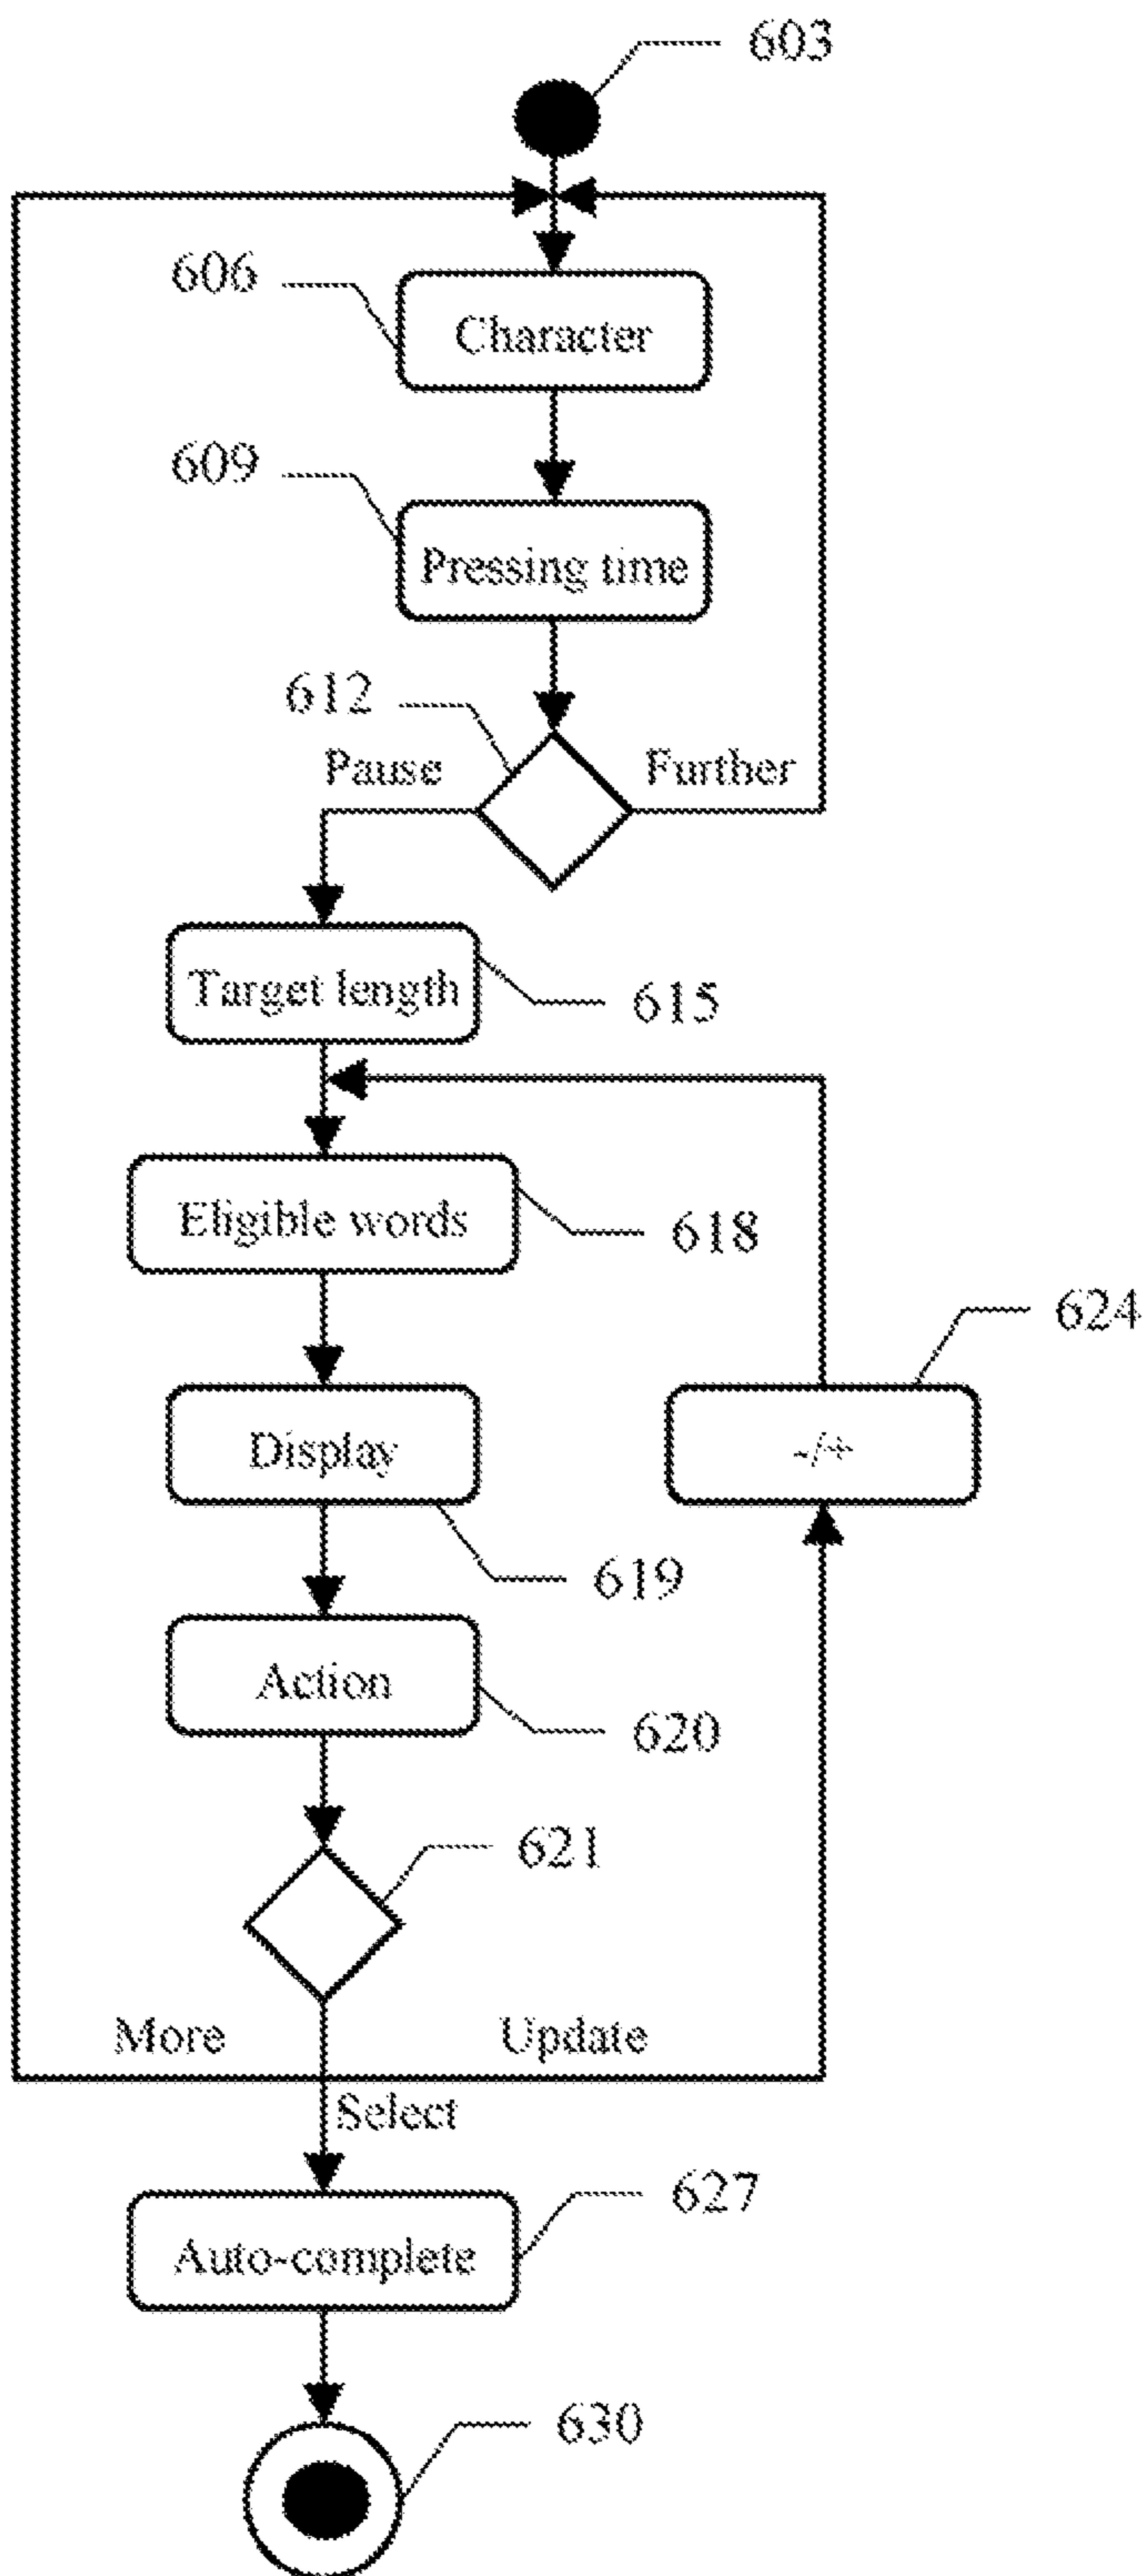 603
606
Character
609
Pressing time
612
Pause
Further
Target length
615
Eligible words
618
624
Display
-/+
619
Action
620
621
More
Update
Select
627
Auto-complete
630